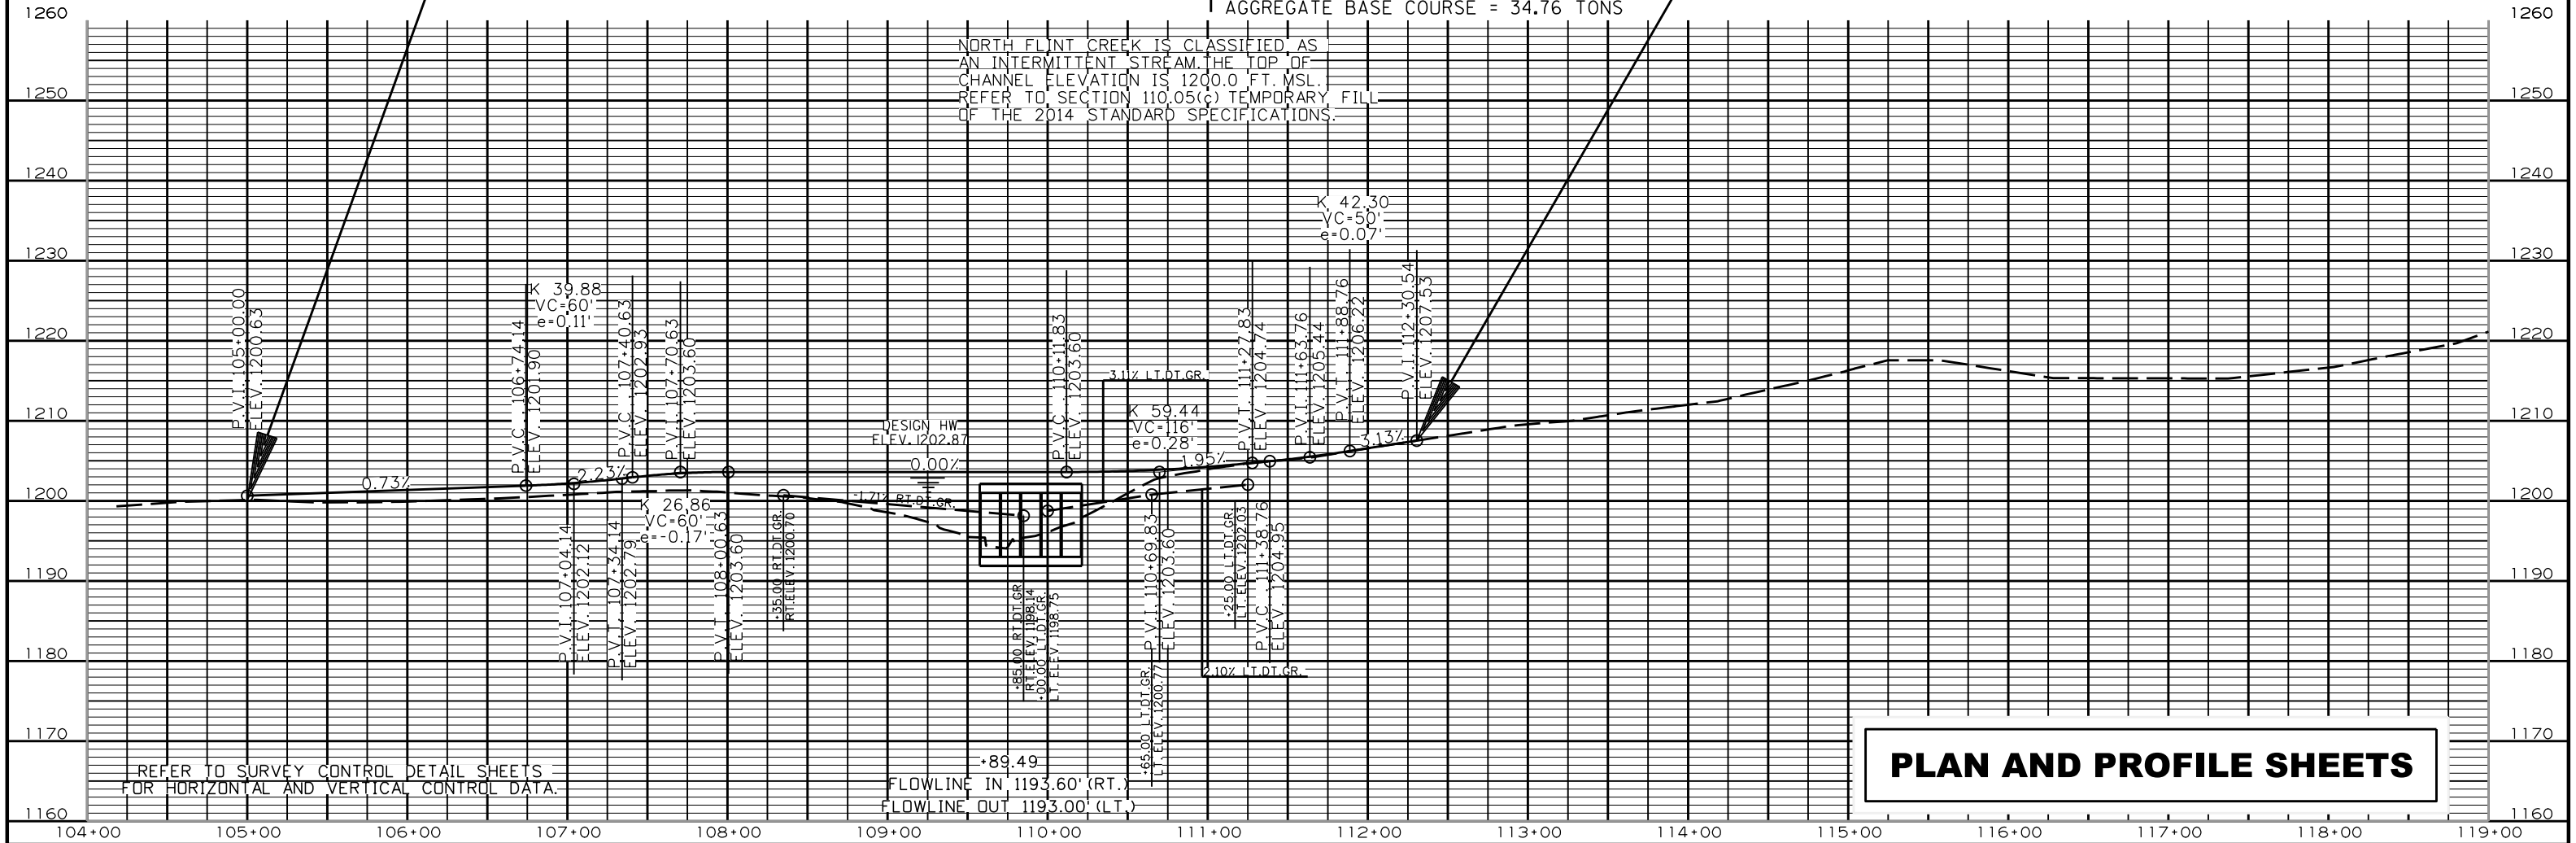 AGGREGATE BASE COURSE = 34.76 TONS
1260
1260
NORTH FLINT CREEK IS CLASSIFIED AS
AN INTERMITTENT STREAM.THE TOP OF
CHANNEL ELEVATION IS 1200.0 FT. MSL.
REFER TO SECTION 110.05(c) TEMPORARY FILL
OF THE 2014 STANDARD SPECIFICATIONS.
1250
1250
1240
1240
K 42.30
VC=50'
e=0.07'
1230
1230
P.V.I. 105+00.00
ELEV. 1200.63
P.V.C. 106+74.14
ELEV. 1201.90
K 39.88
VC=60'
e=0.11'
P.V.C. 107+40.63
ELEV. 1202.93
P.V.I. 107+70.63
ELEV. 1203.60
P.V.C. 110+11.83
ELEV. 1203.60
P.V.T. 111+27.83
ELEV. 1204.74
P.V.I. 111+63.76
ELEV. 1205.44
P.V.T. 111+88.76
ELEV. 1206.22
P.V.I. 112+30.54
ELEV. 1207.53
1220
1220
3.11% LT.DT.GR.
K 59.44
VC=116'
e=0.28'
1210
1210
DESIGN HW
ELEV. 1202.87
0.73%
2.23%
0.00%
1.95%
3.13%
1200
1200
-1.71% RT.DT.GR.
K 26.86
VC=60'
e=-0.17'
P.V.I. 107+04.14
ELEV. 1202.12
P.V.T. 107+34.14
ELEV. 1202.79
P.V.T. 108+00.63
ELEV. 1203.60
+35.00 RT.DT.GR.
RT.ELEV. 1200.70
+85.00 RT.DT.GR
RT.ELEV. 1198.14
+00.00 LT.DT.GR.
LT. ELEV. 1198.75
+65.00 LT.DT.GR.
LT. ELEV. 1200.77
P.V.I. 110+69.83
ELEV. 1203.60
+25.00 LT.DT.GR.
LT. ELEV. 1202.03
P.V.C. 111+38.76
ELEV. 1204.95
1190
1190
1180
1180
2.10% LT.DT.GR.
1170
1170
REFER TO SURVEY CONTROL DETAIL SHEETS
FOR HORIZONTAL AND VERTICAL CONTROL DATA.
+89.49
FLOWLINE IN 1193.60' (RT.)
FLOWLINE OUT 1193.00' (LT.)
PLAN AND PROFILE SHEETS
1160
1160
104+00 105+00 106+00 107+00 108+00 109+00 110+00 111+00 112+00 113+00 114+00 115+00 116+00 117+00 118+00 119+00